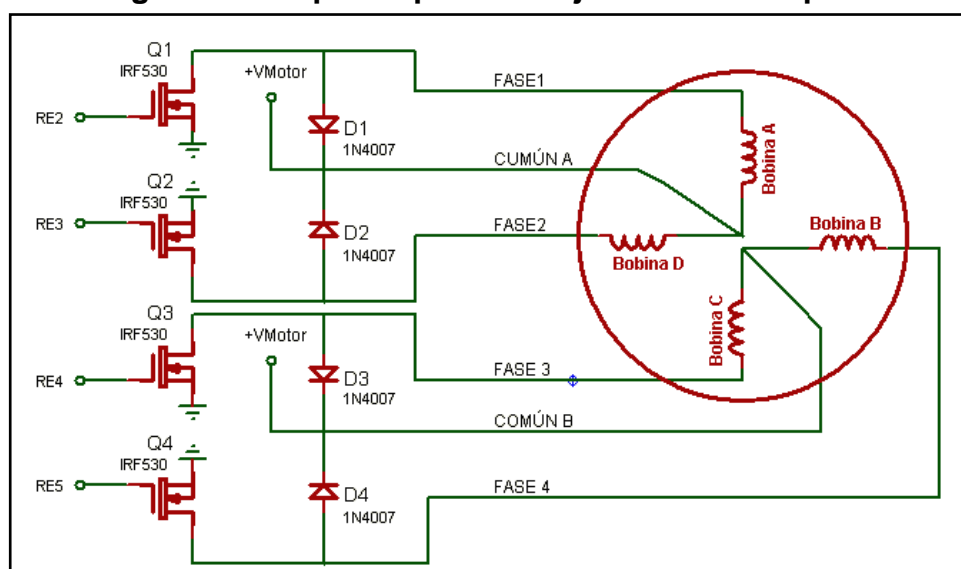 Q1
IRF530
+VMotor
FASE1
RE2
D1
1N4007
CUMÚN A
Bobina A
Q2
IRF530
RE3
D2
1N4007
FASE2
Bobina D
Bobina B
Q3
IRF530
+VMotor
Bobina C
RE4
D3
1N4007
FASE 3
COMÚN B
Q4
IRF530
RE5
D4
1N4007
FASE 4